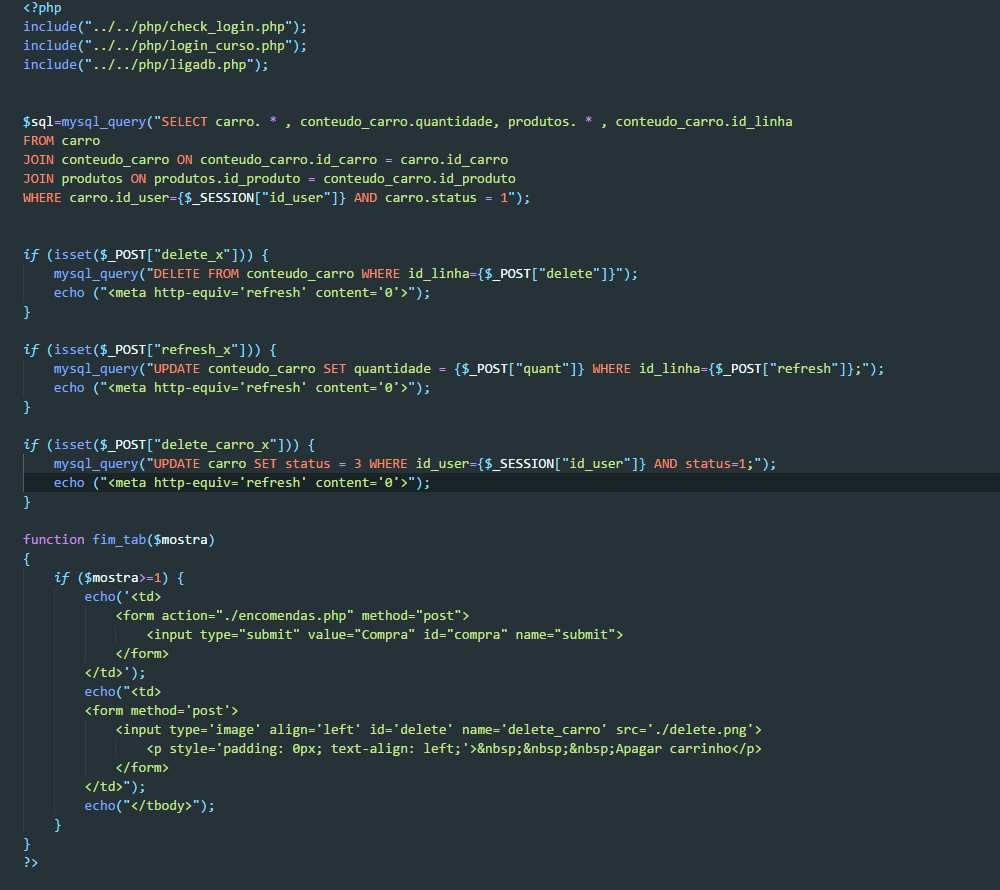 <?php
include("../../php/check_login.php");
include("../../php/login_curso.php");
include("../../php/ligadb.php");
$sql=mysql_query("SELECT carro. * , conteudo_carro.quantidade, produtos. * , conteudo_carro.id_linha
FROM carro
JOIN conteudo_carro ON conteudo_carro.id_carro = carro.id_carro
JOIN produtos ON produtos.id_produto = conteudo_carro.id_produto
WHERE carro.id_user={$_SESSION["id_user"]} AND carro.status = 1");
if (isset($_POST["delete_x"])) {
    mysql_query("DELETE FROM conteudo_carro WHERE id_linha={$_POST["delete"]}");
    echo ("<meta http-equiv='refresh' content='0'>");
}
if (isset($_POST["refresh_x"])) {
    mysql_query("UPDATE conteudo_carro SET quantidade = {$_POST["quant"]} WHERE id_linha={$_POST["refresh"]};");
    echo ("<meta http-equiv='refresh' content='0'>");
}
if (isset($_POST["delete_carro_x"])) {
    mysql_query("UPDATE carro SET status = 3 WHERE id_user={$_SESSION["id_user"]} AND status=1;");
    echo ("<meta http-equiv='refresh' content='0'>");
}
function fim_tab($mostra)
{
    if ($mostra>=1) {
        echo('<td>
            <form action="./encomendas.php" method="post">
                <input type="submit" value="Compra" id="compra" name="submit">
            </form>
        </td>');
        echo("<td>
        <form method='post'>
            <input type='image' align='left' id='delete' name='delete_carro' src='./delete.png'>
                <p style='padding: 0px; text-align: left;'>&nbsp;&nbsp;&nbsp;Apagar carrinho</p>
            </form>
        </td>");
        echo("</tbody>");
    }
}
?>